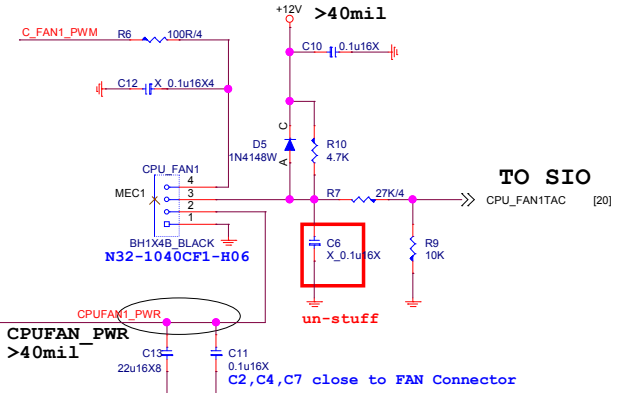 +12V >40mil
C_FAN1_PWM R6 100R/4
C10 0.1u16X
C12 X_0.1u16X4
C
D5 R10
1N4148W 4.7K
A
CPU_FAN1
4
MEC1 3
2
1
R7 27K/4
TO SIO
CPU_FAN1TAC [20]
BH1X4B_BLACK
N32-1040CF1-H06
C6
X_0.1u16X
R9
10K
un-stuff
CPUFAN1_PWR
CPUFAN_PWR
>40mil
C13 C11
22u16X8 0.1u16X
C2,C4,C7 close to FAN Connector